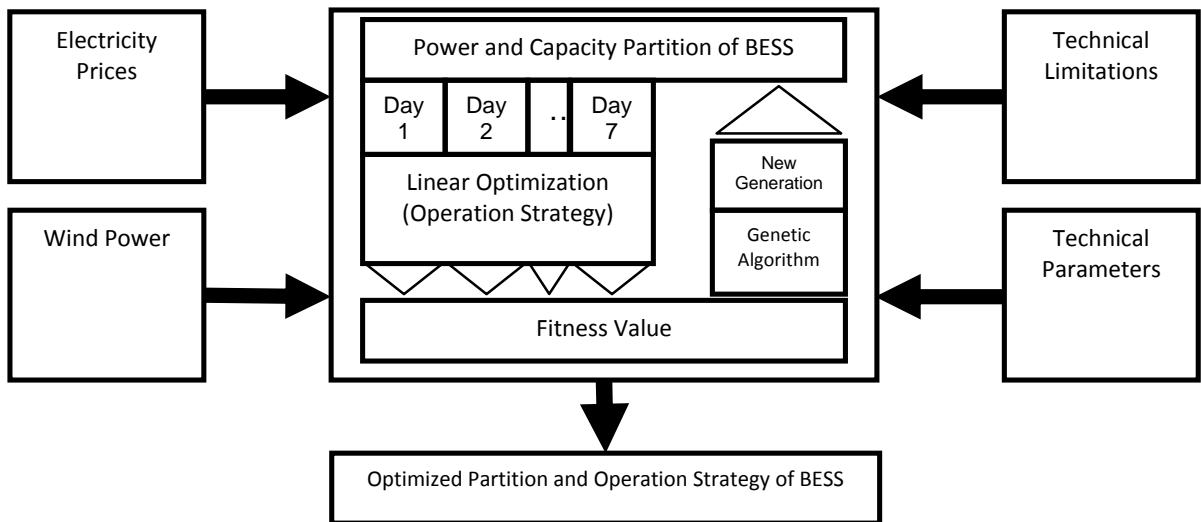 Electricity
Prices
Power and Capacity Partition of BESS
Technical
Limitations
Day
1
Day
2
..
Day
7
New
Generation
Linear Optimization
(Operation Strategy)
Wind Power
Genetic
Algorithm
Technical
Parameters
Fitness Value
Optimized Partition and Operation Strategy of BESS